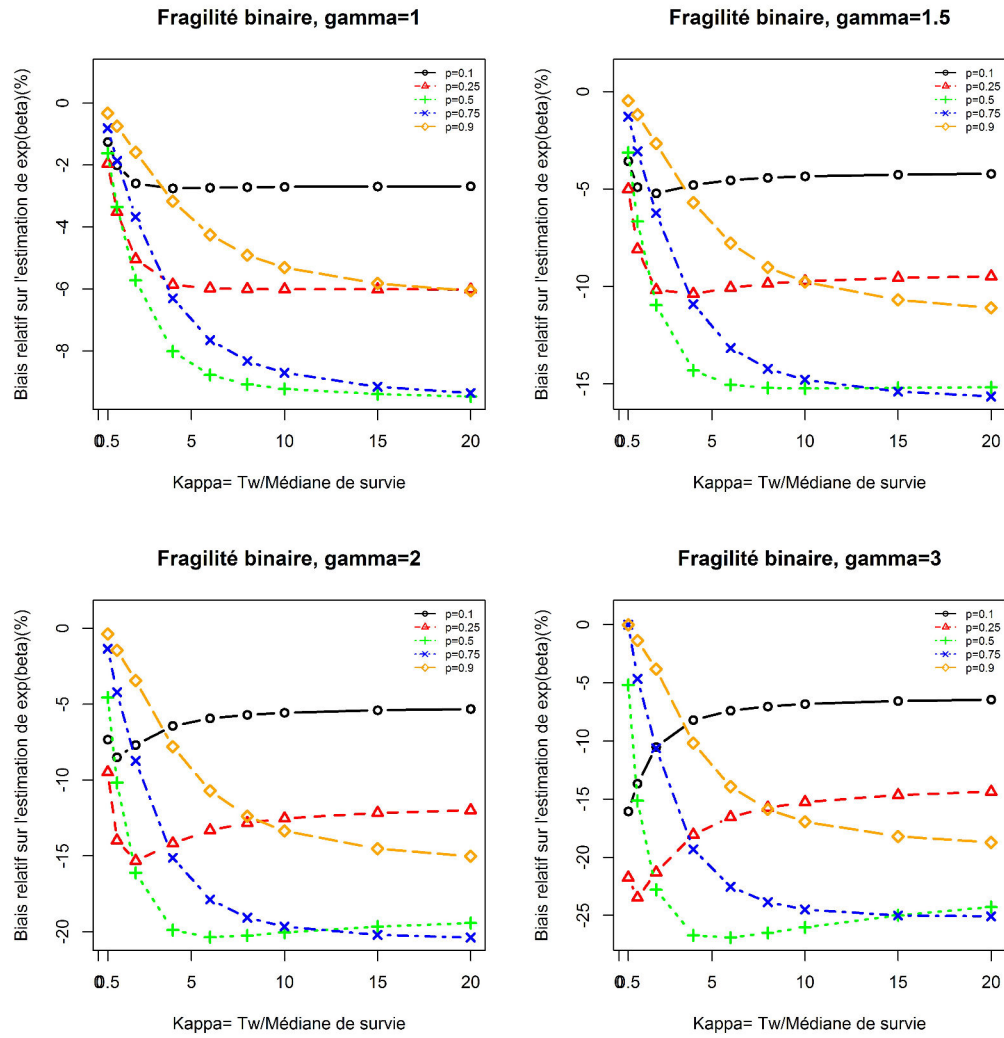 Fragilité binaire, gamma=1
Biais relatif sur l'estimation de exp(beta)(%)
0
-2
-4
-6
-8
p=0.1
p=0.25
p=0.5
p=0.75
p=0.9
0 0.5 5 10 15 20
Kappa= Tw/Médiane de survie
Fragilité binaire, gamma=1.5
Biais relatif sur l'estimation de exp(beta)(%)
0
-5
-10
-15
p=0.1
p=0.25
p=0.5
p=0.75
p=0.9
0 0.5 5 10 15 20
Kappa= Tw/Médiane de survie
Fragilité binaire, gamma=2
Biais relatif sur l'estimation de exp(beta)(%)
0
-5
-10
-15
-20
p=0.1
p=0.25
p=0.5
p=0.75
p=0.9
0 0.5 5 10 15 20
Kappa= Tw/Médiane de survie
Fragilité binaire, gamma=3
Biais relatif sur l'estimation de exp(beta)(%)
0
-5
-10
-15
-20
-25
p=0.1
p=0.25
p=0.5
p=0.75
p=0.9
0 0.5 5 10 15 20
Kappa= Tw/Médiane de survie